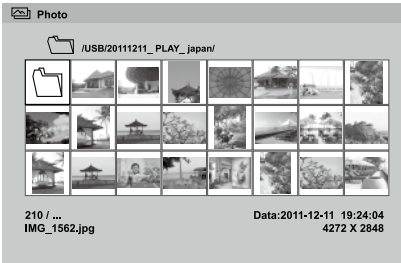 Photo
/USB/20111211_ PLAY_ japan/
210 / ...
Data:2011-12-11 19:24:04
IMG_1562.jpg
4272 X 2848